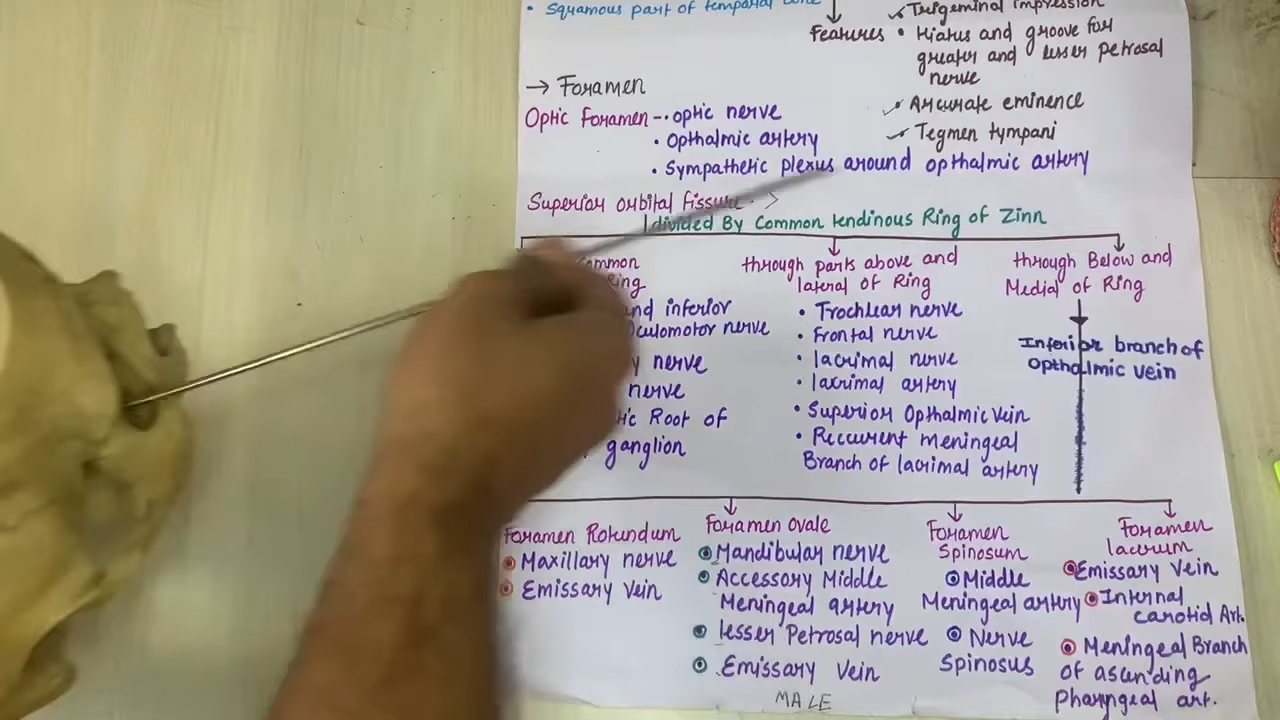 • Squamous part of temporal bone
Trigeminal impression
Features • Hiatus and groove for
greater and lesser petrosal
nerve
→ Foramen
Arcurate eminence
Optic Foramen - • optic nerve
• Opthalmic artery
Tegmen tympani
• Sympathetic plexus around opthalmic artery
Superior orbital fissure
divided By Common tendinous Ring of Zinn
Common
Ring
through parts above and
lateral of Ring
through Below and
Medial of Ring
and inferior
Oculomotor nerve
nerve
Root of
ganglion
• Trochlear nerve
• Frontal nerve
• lacrimal nerve
• lacrimal artery
• Superior Opthalmic Vein
• Recurrent meningeal
Branch of lacrimal artery
Inferior branch of
Opthalmic vein
Foramen Rotundum
Maxillary nerve
Emissary Vein
Foramen Ovale
Mandibular nerve
Accessory Middle
Meningeal artery
lesser Petrosal nerve
Emissary Vein
Foramen
Spinosum
Middle
Meningeal artery
Nerve
Spinosus
Foramen
lacerum
Emissary Vein
Internal
carotid Art.
Meningeal Branch
of ascending
Pharyngeal art.
MALE